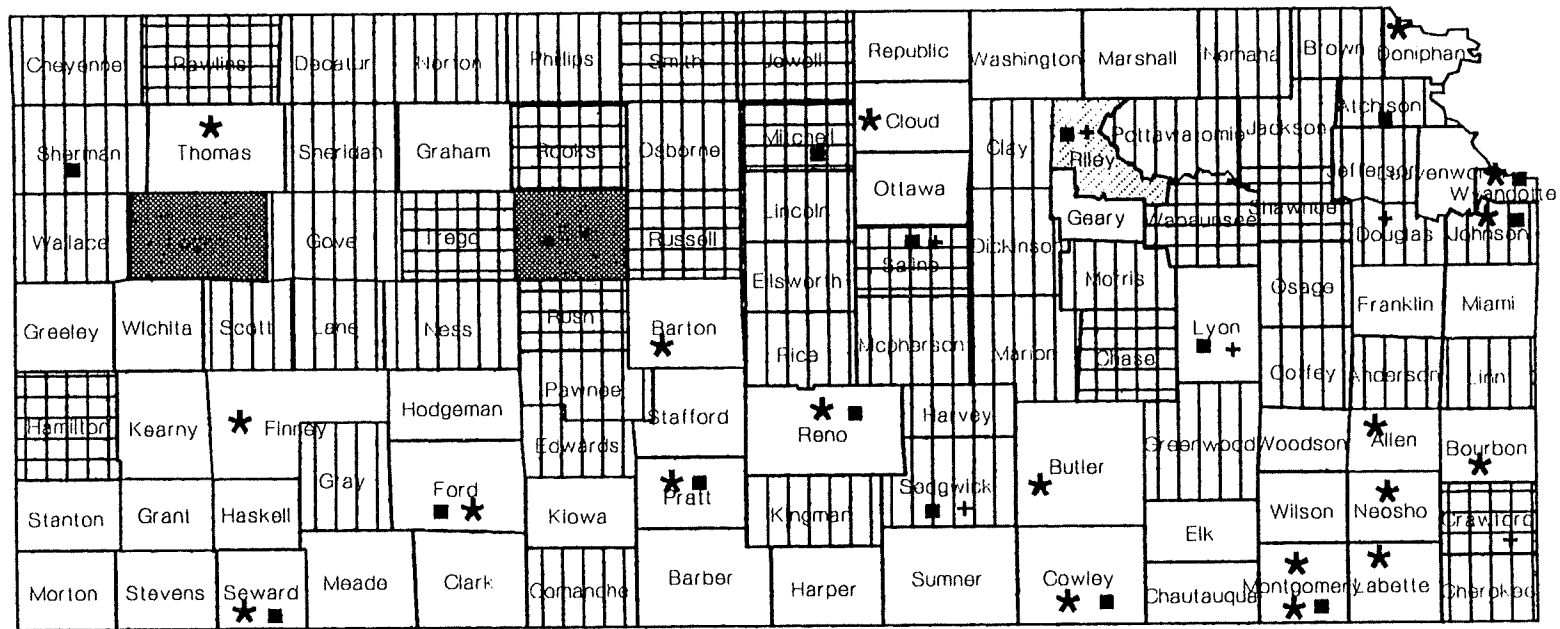 Cheyenne Rawlins Decatur Norton Phillips Smith Jewell Republic Washington Marshall Nemaha Brown Doniphan
Sherman Thomas Sheridan Graham Rooks Osborne Mitchell Cloud Clay Riley Pottawatomie Jackson Atchison
Ottawa Jefferson Leavenworth Wyandotte
Wallace Logan Gove Trego Ellis Russell Lincoln Saline Dickinson Geary Wabaunsee Shawnee Douglas Johnson
Ellsworth Morris Osage
Greeley Wichita Scott Lane Ness Rush Barton Rice McPherson Marion Chase Lyon Franklin Miami
Hamilton Kearny Finney Hodgeman Pawnee Stafford Reno Harvey Coffey Anderson Linn
Gray Edwards Greenwood Woodson Allen Bourbon
Stanton Grant Haskell Ford Kiowa Pratt Kingman Sedgwick Butler Elk Wilson Neosho Crawford
Morton Stevens Seward Meade Clark Comanche Barber Harper Sumner Cowley Chautauqua Montgomery Labette Cherokee